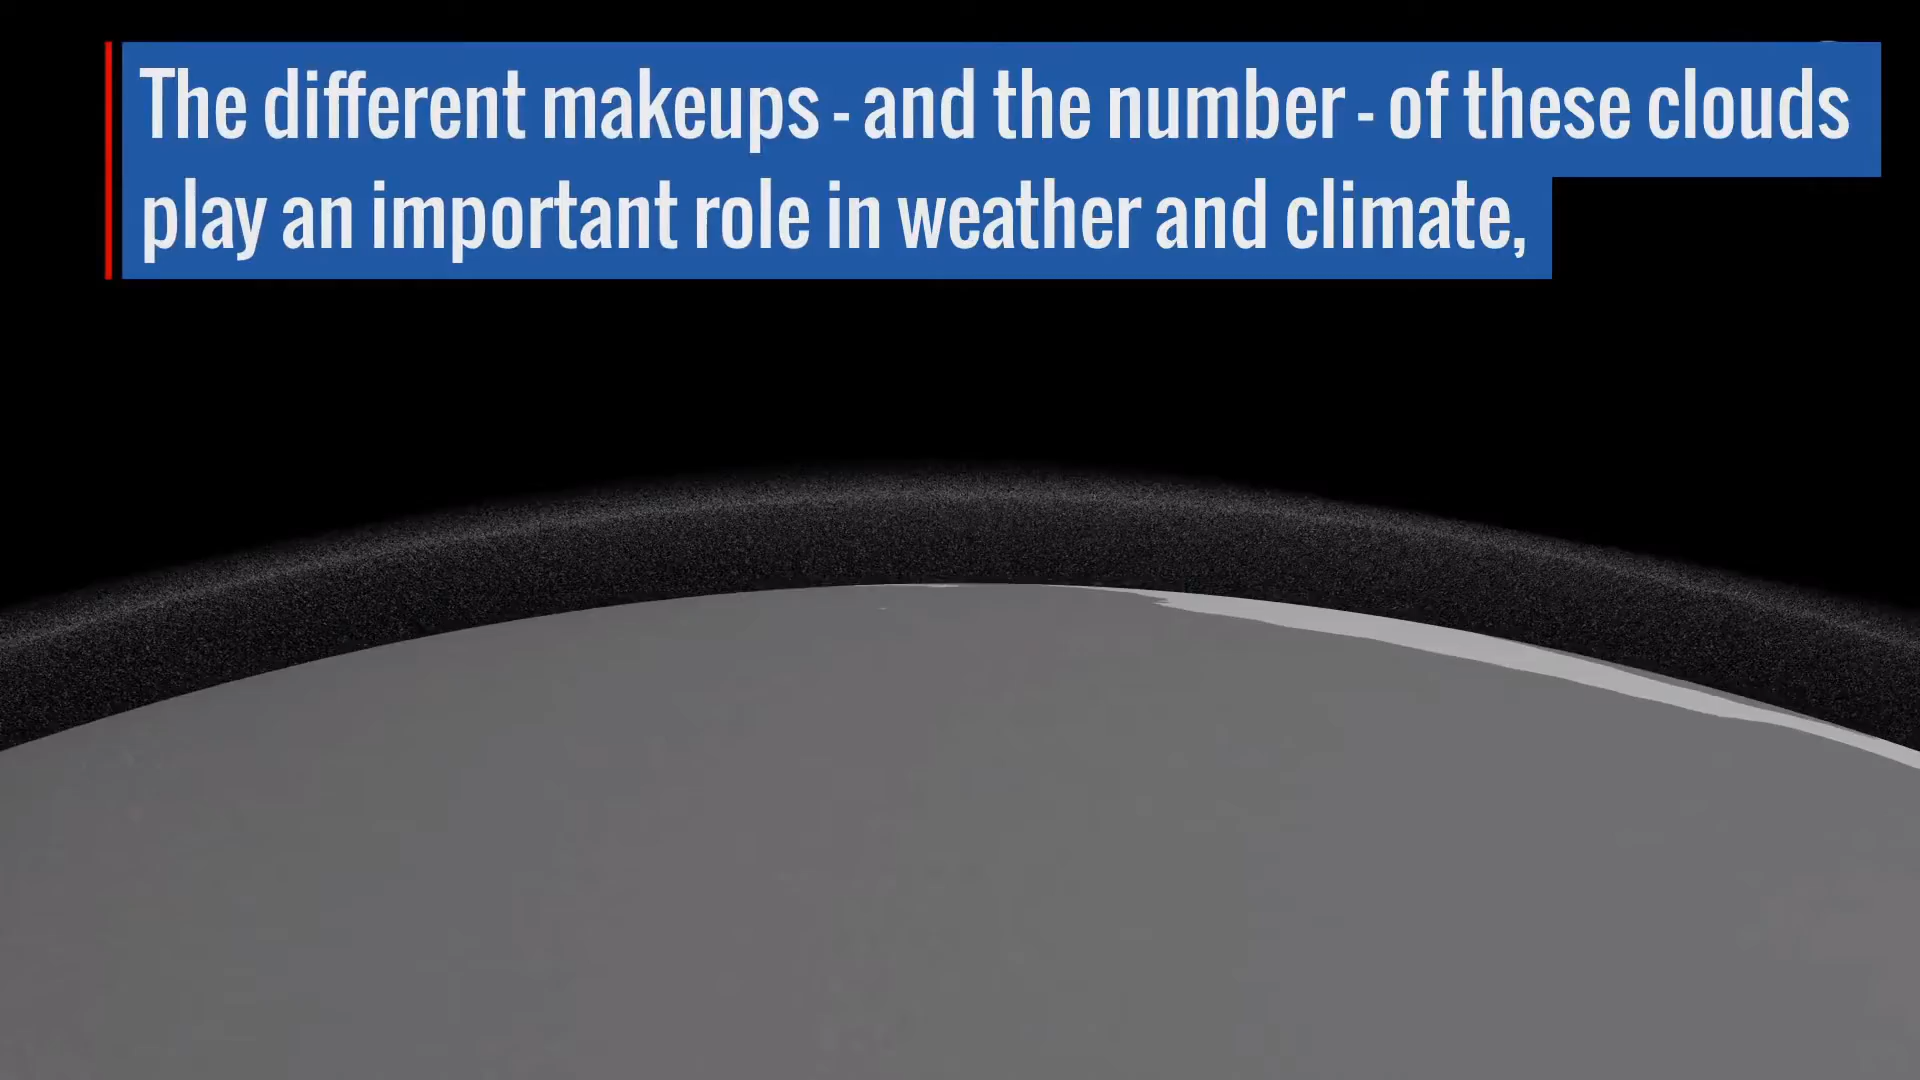 The different makeups - and the number - of these clouds
play an important role in weather and climate,